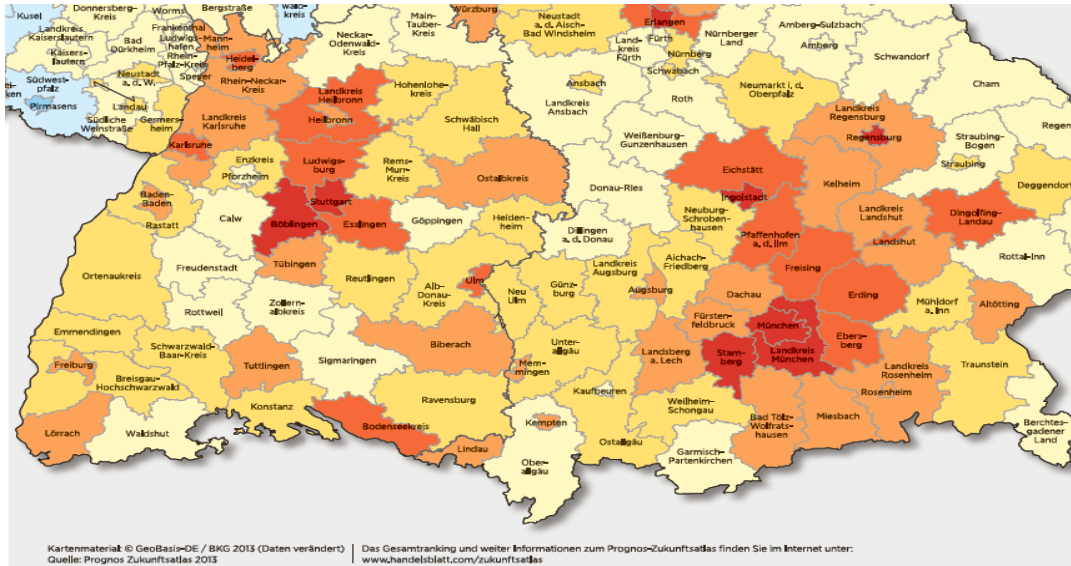 Kusel
Donnersberg-
Kreis
Worms
Bergstraße
wald-
kreis
Landkreis
Kaiserslautern
Kaisers-
lautern
Bad
Dürkheim
Frankenthal
Ludwigs-
hafen
Mann-
heim
Rhein-
Pfalz-Kreis
Speyer
Heidel-
berg
Rhein-Neckar-
Kreis
Neckar-
Odenwald-
Kreis
Main-
Tauber-
Kreis
Würzburg
Neustadt
a. d. Aisch-
Bad Windsheim
Erlangen
Fürth
Land-
kreis
Fürth
Nürnberg
Nürnberger
Land
Schwabach
Amberg-Sulzbach
Amberg
Schwandorf
Cham
Südwest-
pfalz
Pirmasens
Neustadt
a. d. W.
Landau
Südliche
Weinstraße
Germers-
heim
Landkreis
Karlsruhe
Karlsruhe
Landkreis
Heilbronn
Heilbronn
Hohenlohe-
kreis
Schwäbisch
Hall
Ansbach
Landkreis
Ansbach
Roth
Neumarkt i. d.
Oberpfalz
Landkreis
Regensburg
Regensburg
Regen
Straubing-
Bogen
Straubing
Deggendorf
Weißenburg-
Gunzenhausen
Eichstätt
Ingolstadt
Kelheim
Enzkreis
Pforzheim
Ludwigs-
burg
Rems-
Murr-
Kreis
Ostalbkreis
Donau-Ries
Baden-
Baden
Rastatt
Calw
Böblingen
Stuttgart
Esslingen
Göppingen
Heiden-
heim
Dillingen
a. d. Donau
Neuburg-
Schroben-
hausen
Pfaffenhofen
a. d. Ilm
Landkreis
Landshut
Landshut
Dingolfing-
Landau
Rottal-Inn
Ortenaukreis
Freudenstadt
Tübingen
Reutlingen
Alb-
Donau-
Kreis
Ulm
Neu
Ulm
Günz-
burg
Landkreis
Augsburg
Augsburg
Aichach-
Friedberg
Dachau
Freising
Erding
Mühldorf
a. Inn
Altötting
Emmendingen
Rottweil
Zollern-
albkreis
Schwarzwald-
Baar-Kreis
Tuttlingen
Sigmaringen
Biberach
Unter-
allgäu
Mem-
mingen
Landsberg
a. Lech
Fürsten-
feldbruck
München
Landkreis
München
Starn-
berg
Ebers-
berg
Landkreis
Rosenheim
Rosenheim
Traunstein
Freiburg
Breisgau-
Hochschwarzwald
Lörrach
Waldshut
Konstanz
Bodenseekreis
Ravensburg
Lindau
Kempten
Ober-
allgäu
Kaufbeuren
Ostallgäu
Weilheim-
Schongau
Garmisch-
Partenkirchen
Bad Tölz-
Wolfrats-
hausen
Miesbach
Berchtes-
gadener
Land
Kartenmaterial: © GeoBasis-DE / BKG 2013 (Daten verändert)
Quelle: Prognos Zukunftsatlas 2013
Das Gesamtranking und weiter Informationen zum Prognos-Zukunftsatlas finden Sie im Internet unter:
www.handelsblatt.com/zukunftsatlas